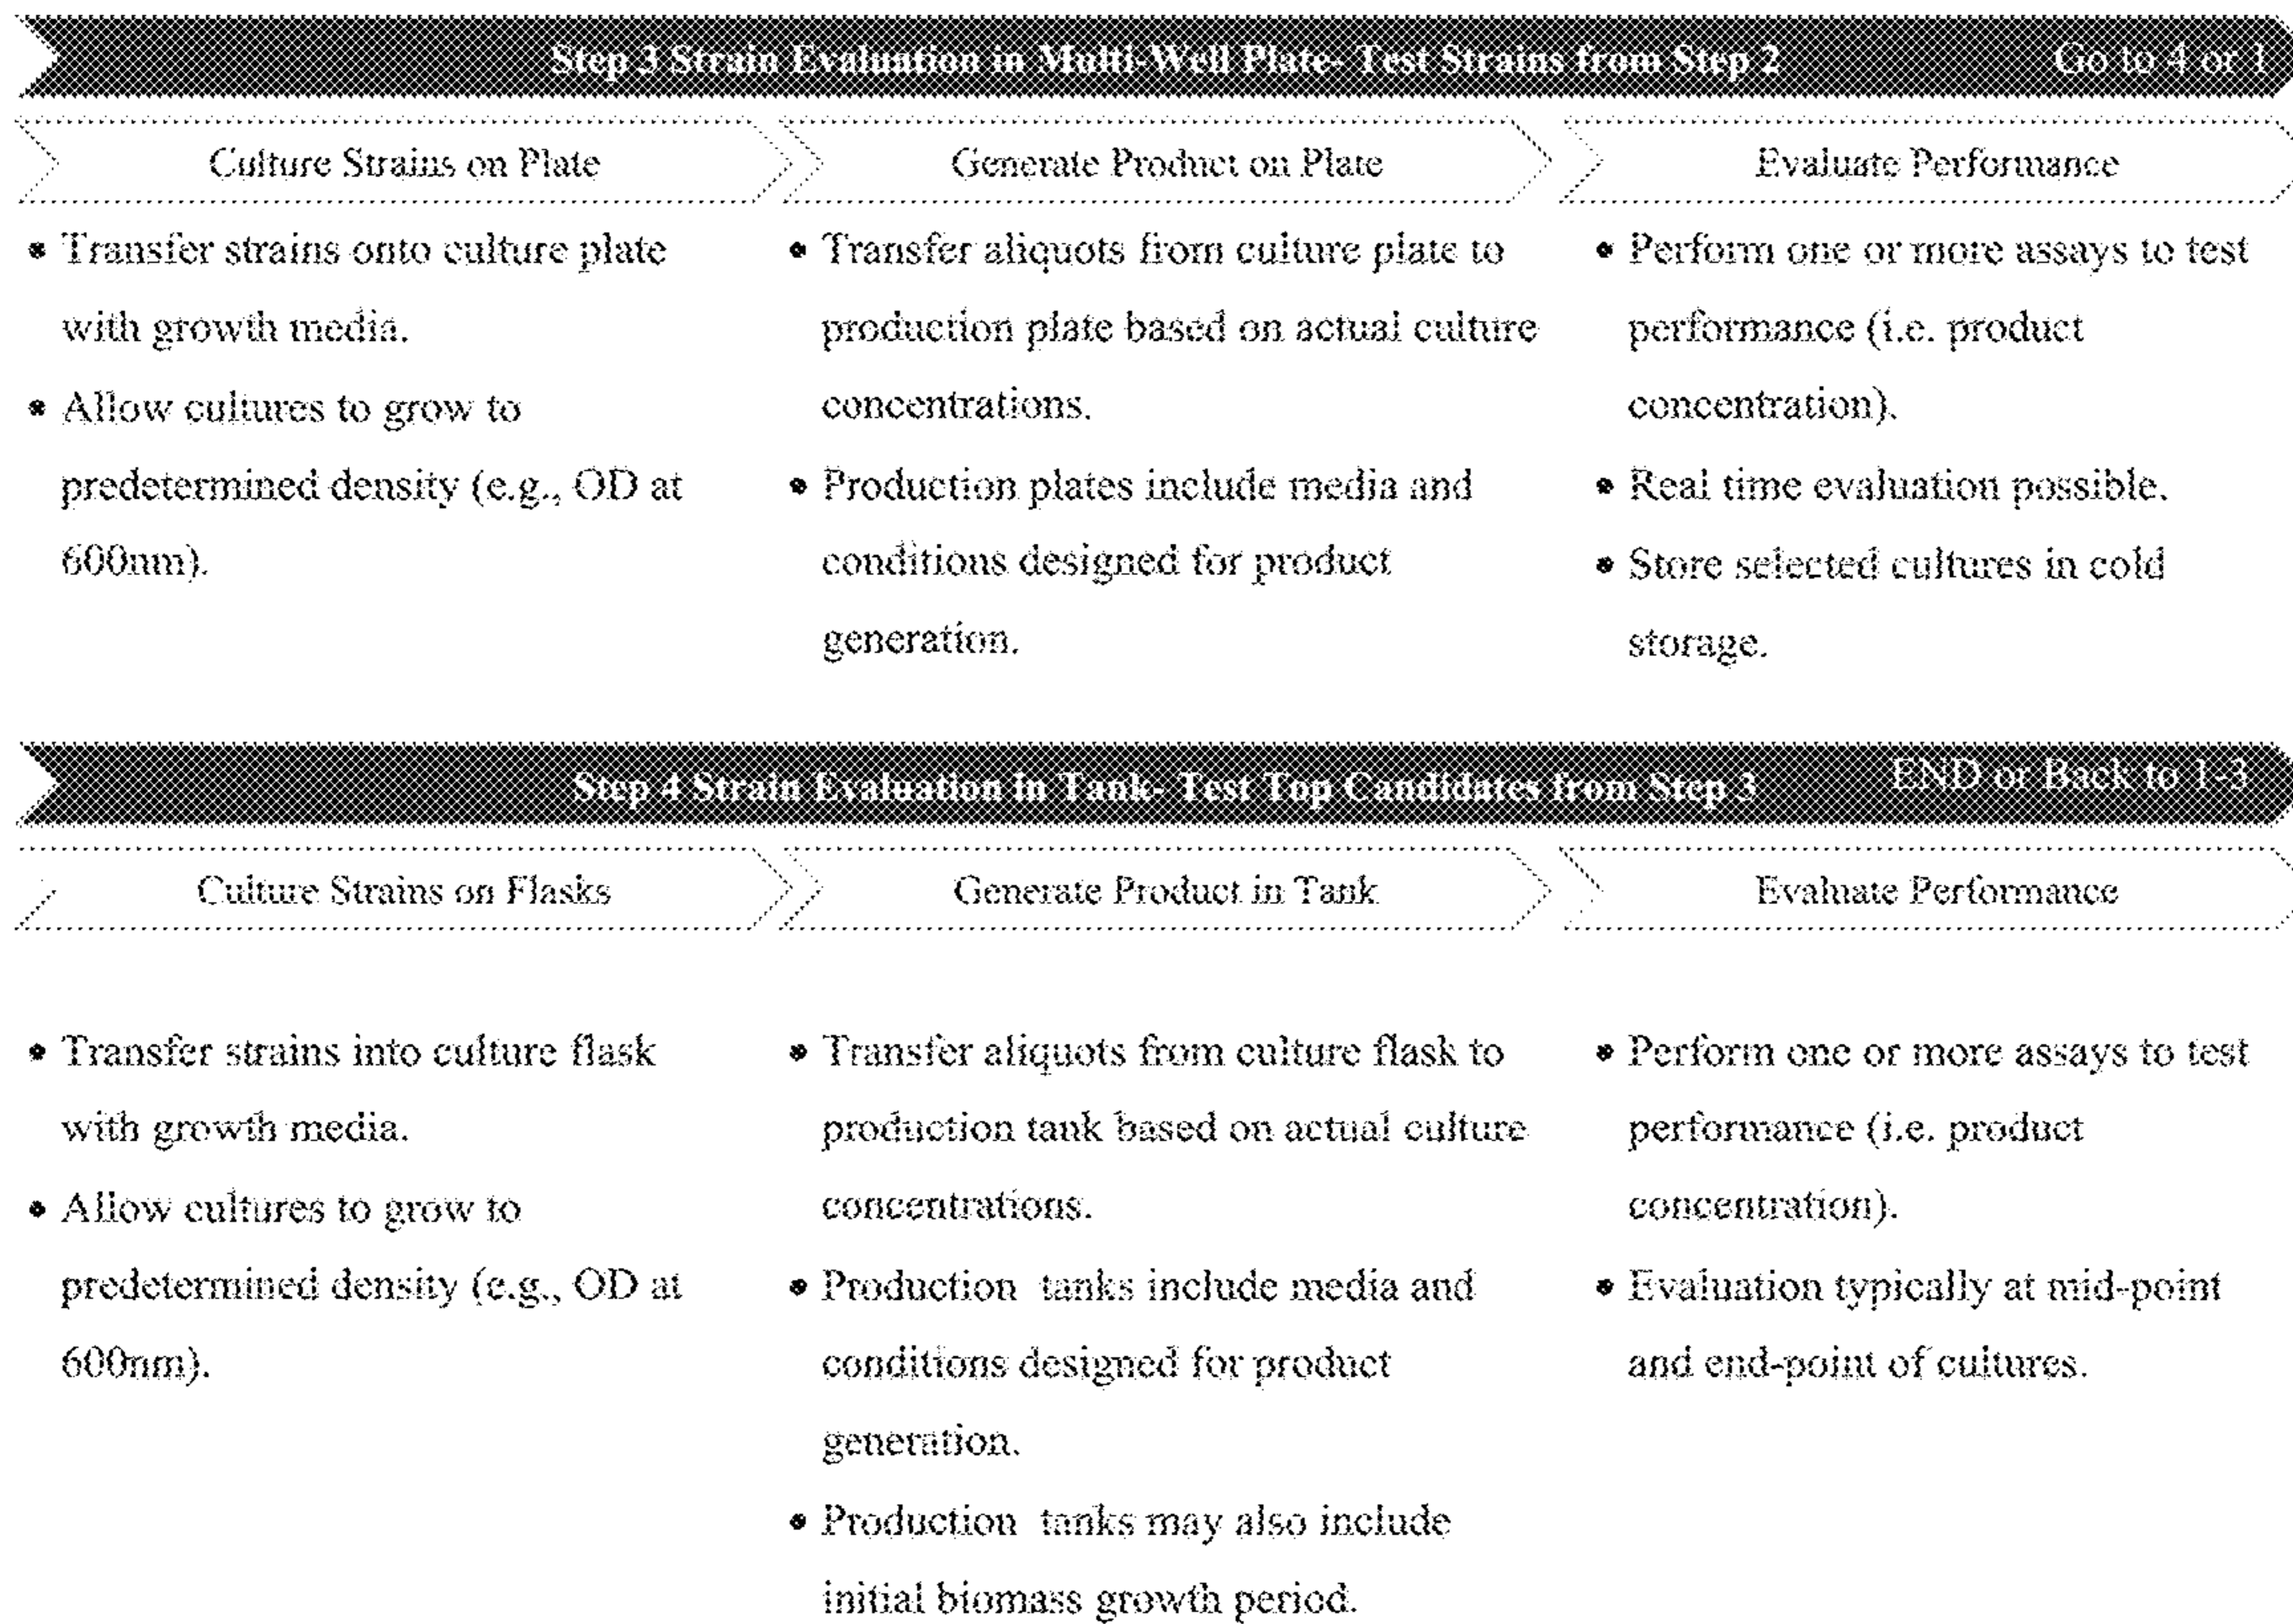 Step 3 Strain Evaluation in Multi-Well Plate- Test Strains from Step 2
Go to 4 or 1
Culture Strains on Plate
Generate Product on Plate
Evaluate Performance
• Transfer strains onto culture plate
with growth media.
• Allow cultures to grow to
predetermined density (e.g., OD at
600nm).
• Transfer aliquots from culture plate to
production plate based on actual culture
concentrations.
• Production plates include media and
conditions designed for product
generation.
• Perform one or more assays to test
performance (i.e. product
concentration).
• Real time evaluation possible.
• Store selected cultures in cold
storage.
Step 4 Strain Evaluation in Tank- Test Top Candidates from Step 3
END or Back to 1-3
Culture Strains on Flasks
Generate Product in Tank
Evaluate Performance
• Transfer strains into culture flask
with growth media.
• Allow cultures to grow to
predetermined density (e.g., OD at
600nm).
• Transfer aliquots from culture flask to
production tank based on actual culture
concentrations.
• Production tanks include media and
conditions designed for product
generation.
• Production tanks may also include
initial biomass growth period.
• Perform one or more assays to test
performance (i.e. product
concentration).
• Evaluation typically at mid-point
and end-point of cultures.